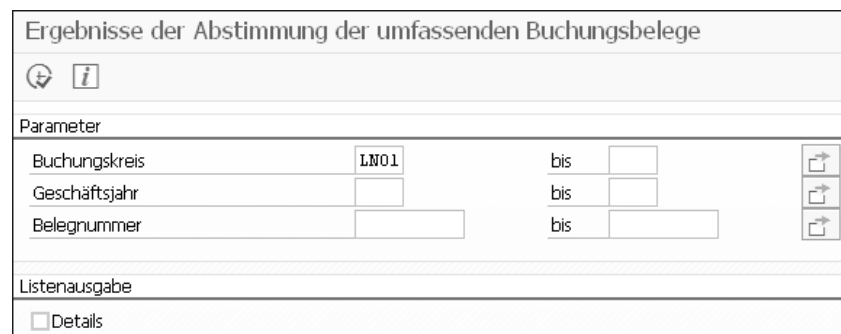 Ergebnisse der Abstimmung der umfassenden Buchungsbelege
Parameter
Buchungskreis LN01 bis
Geschäftsjahr bis
Belegnummer bis
Listenausgabe
Details